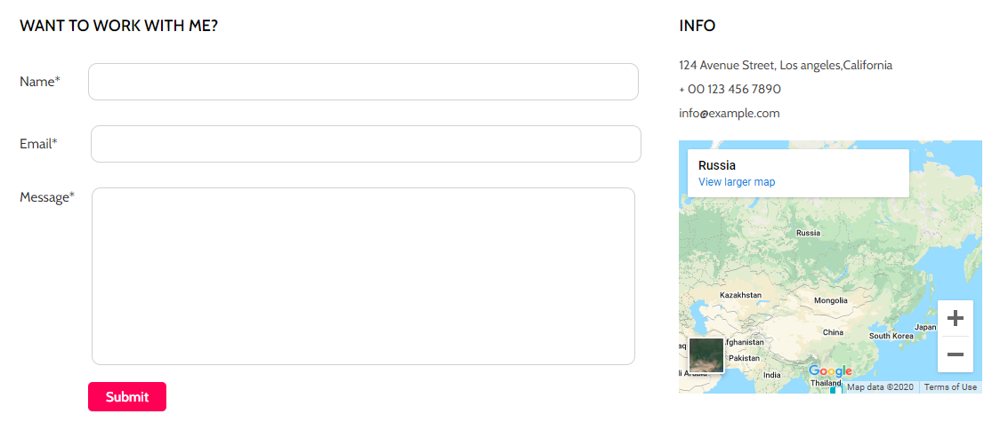 WANT TO WORK WITH ME?
Name*
Email*
Message*
Submit
INFO
124 Avenue Street, Los angeles,California
+ 00 123 456 7890
info@example.com
Russia
View larger map
Russia
Kazakhstan
Mongolia
China
South Korea
Japan
Afghanistan
Pakistan
India
Thailand
Google
Map data ©2020
Terms of Use